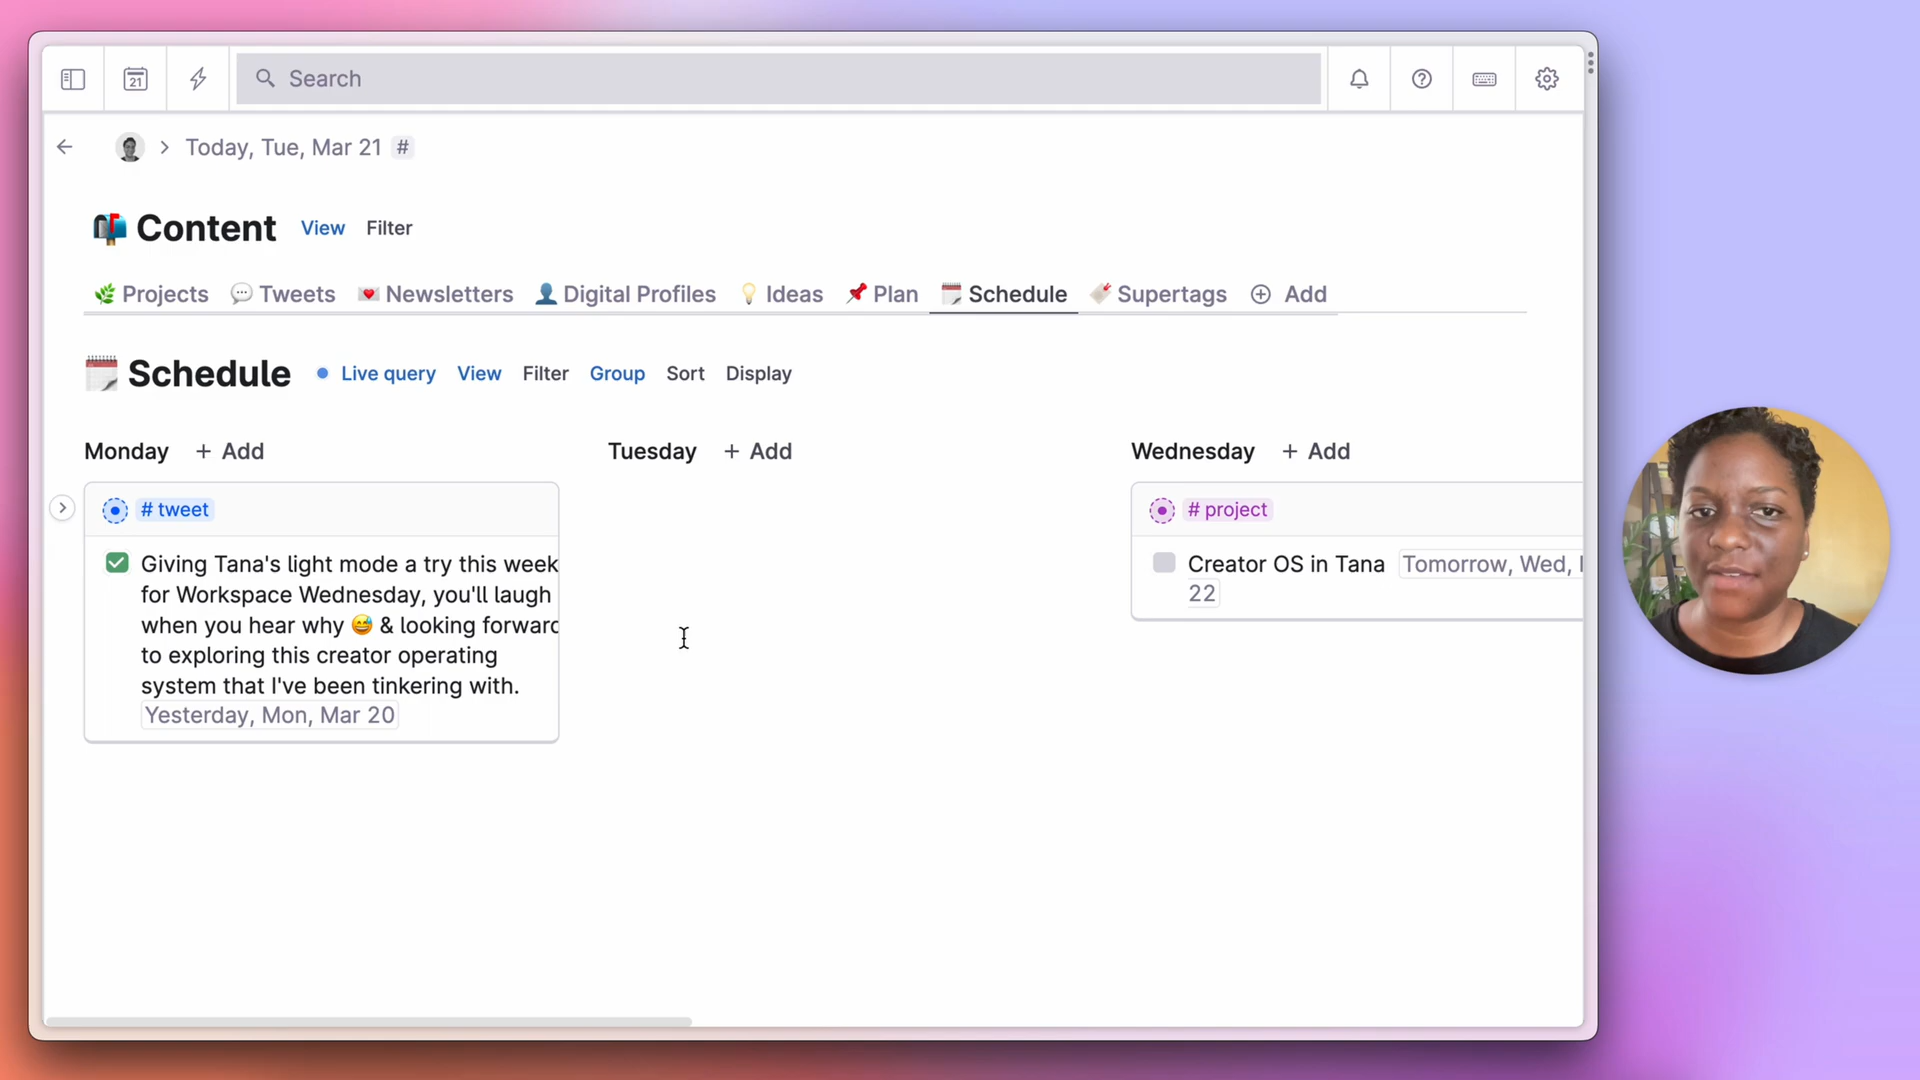 21
Search
Today, Tue, Mar 21 #
Content View Filter
Projects Tweets Newsletters Digital Profiles Ideas Plan Schedule Supertags Add
Schedule Live query View Filter Group Sort Display
Monday + Add
Tuesday + Add
Wednesday + Add
# tweet
Giving Tana's light mode a try this week
for Workspace Wednesday, you'll laugh
when you hear why 😅 & looking forward
to exploring this creator operating
system that I've been tinkering with.
Yesterday, Mon, Mar 20
# project
Creator OS in Tana Tomorrow, Wed,
22